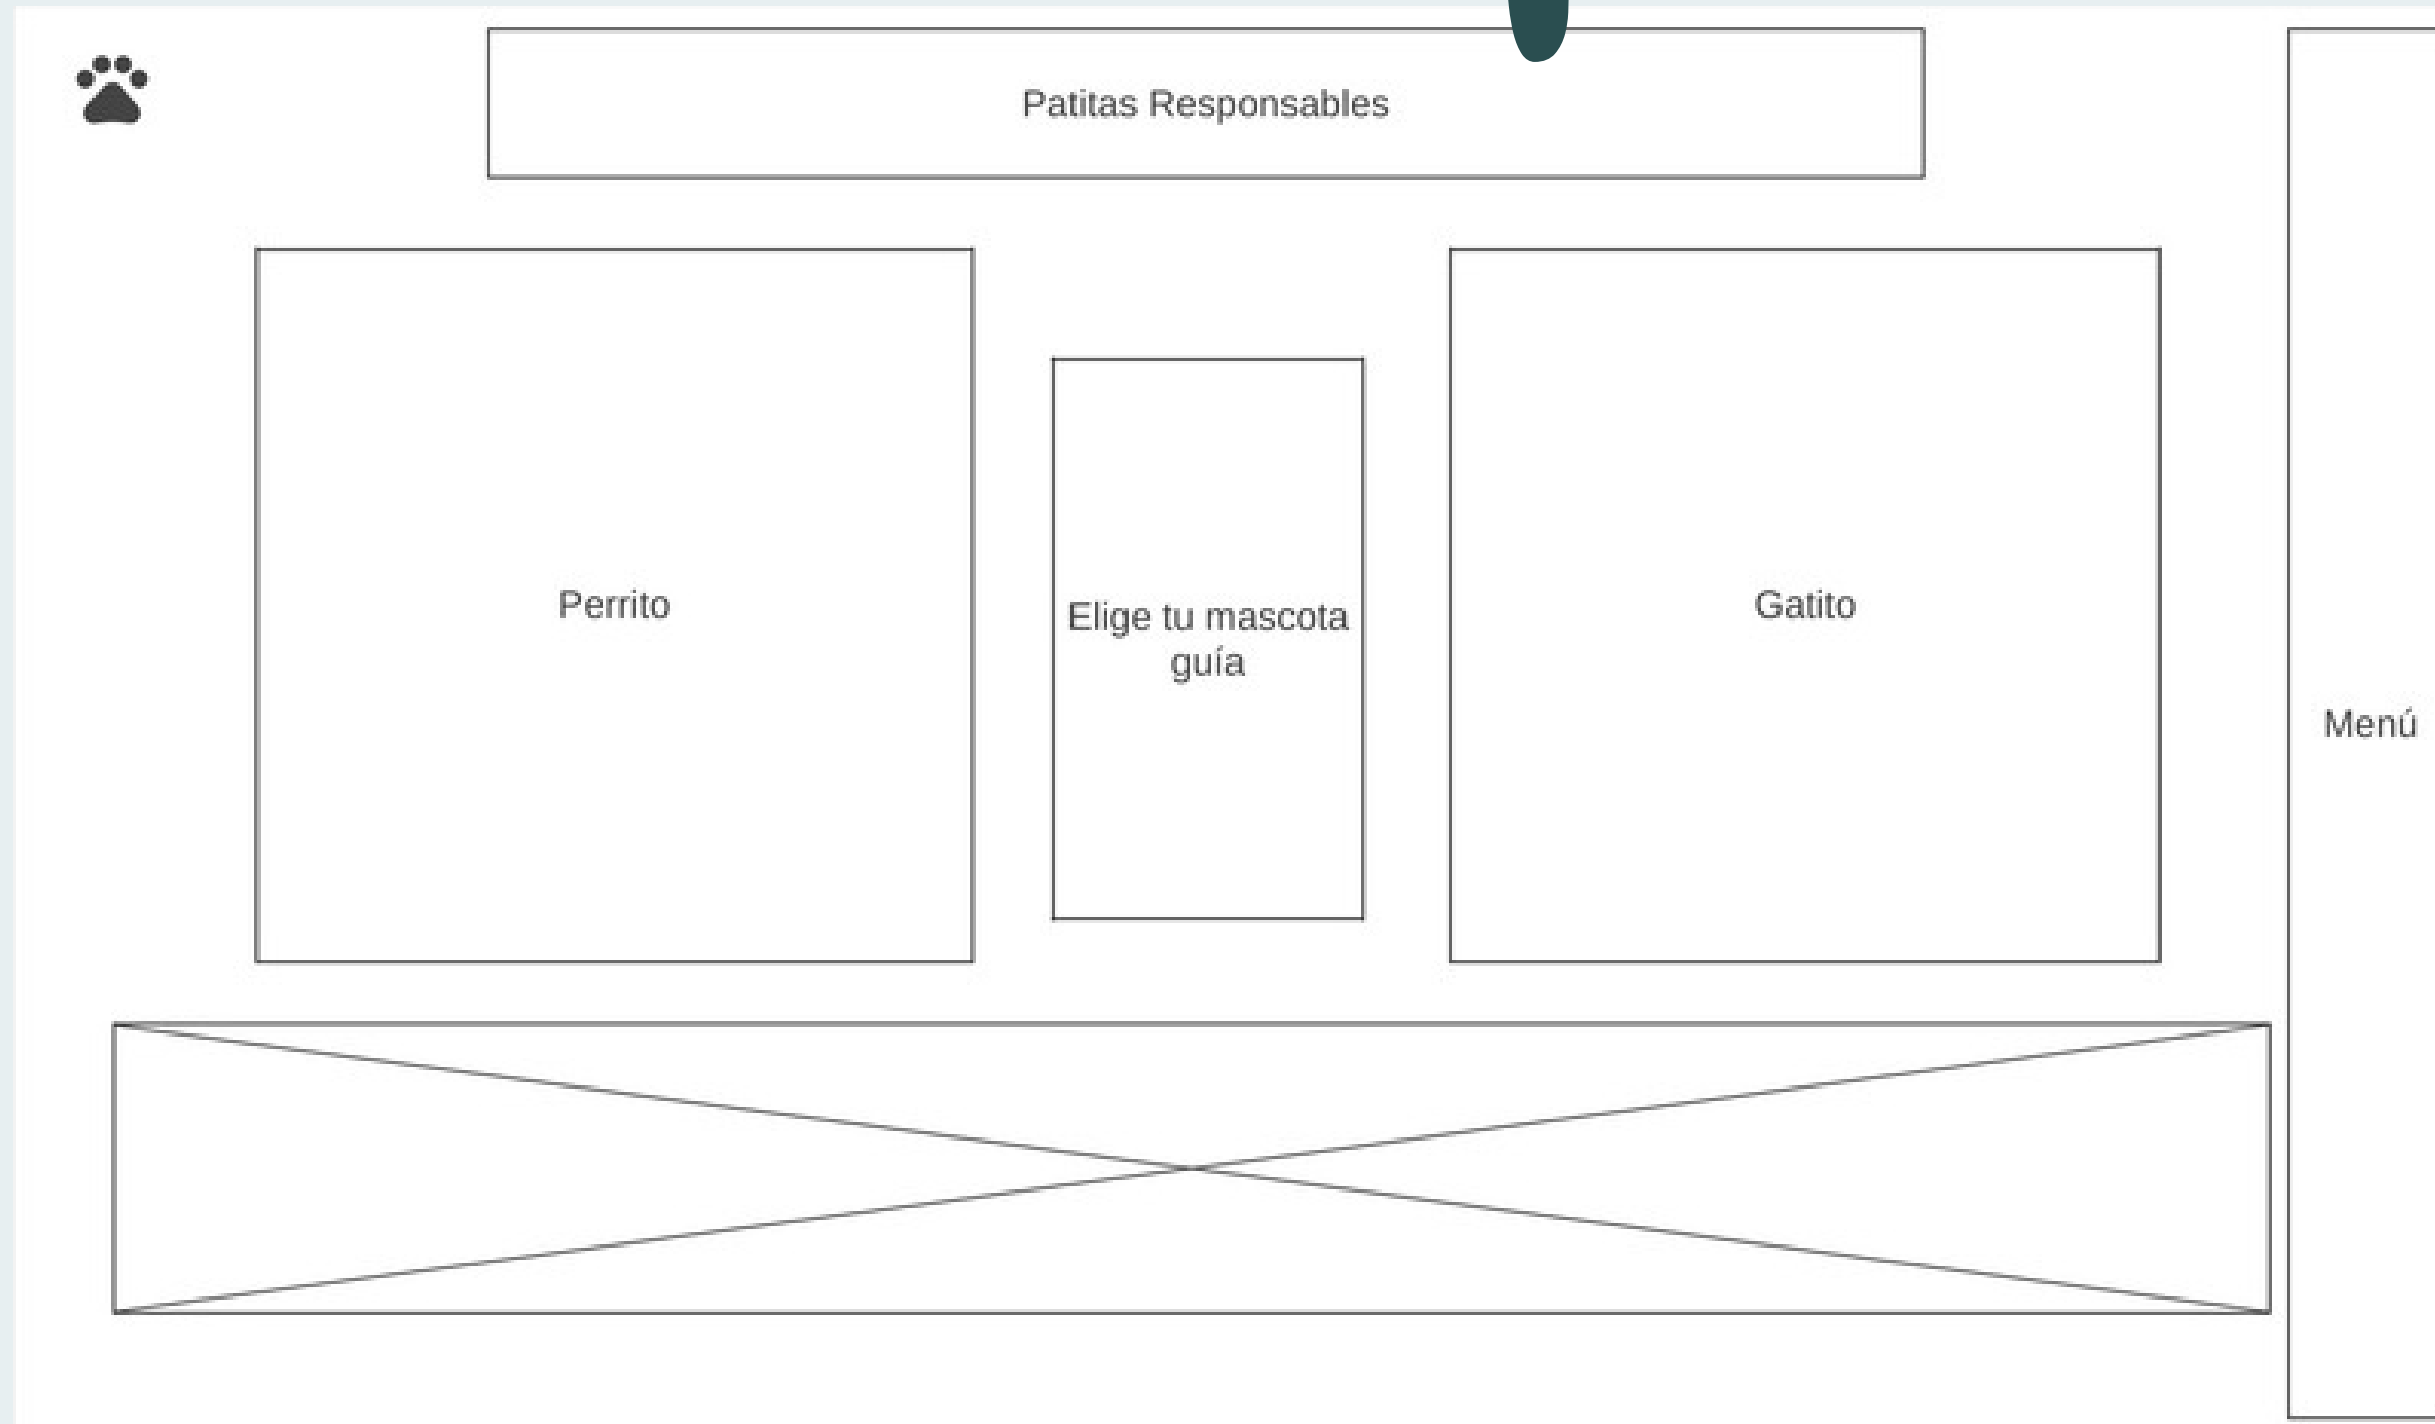 Patitas Responsables
Perrito
Elige tu mascota
guía
Gatito
Menú